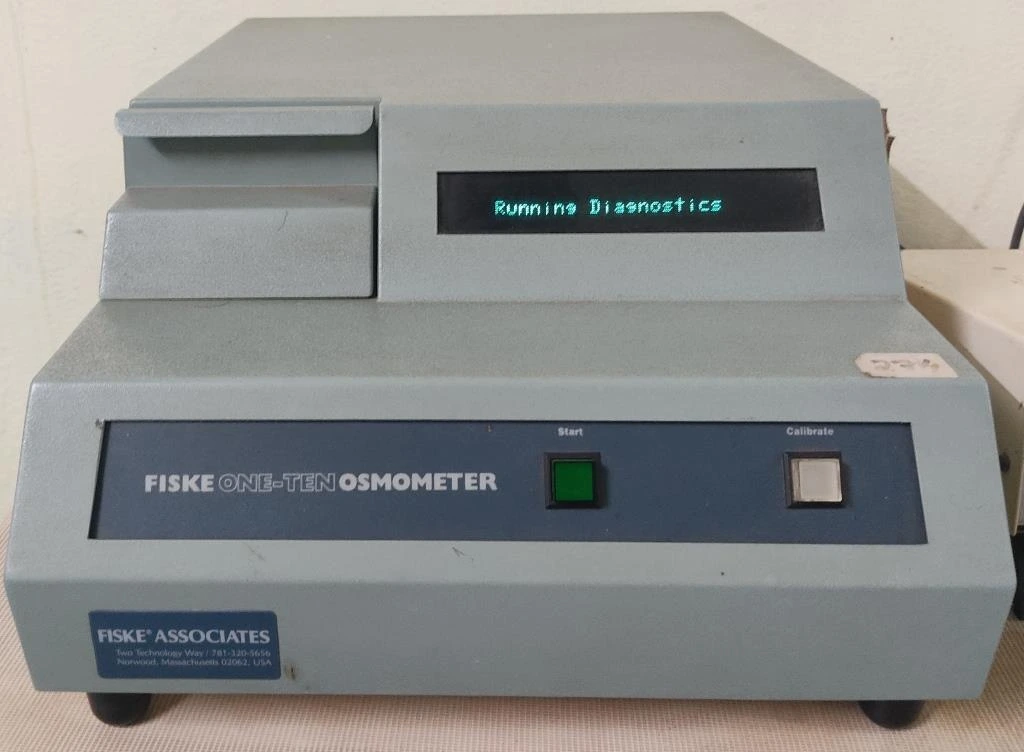 Running Diagnostics
Start
Calibrate
FISKE ONE-TEN OSMOMETER
FISKE® ASSOCIATES
Two Technology Way / 781-320-5656
Norwood, Massachusetts 02062, USA